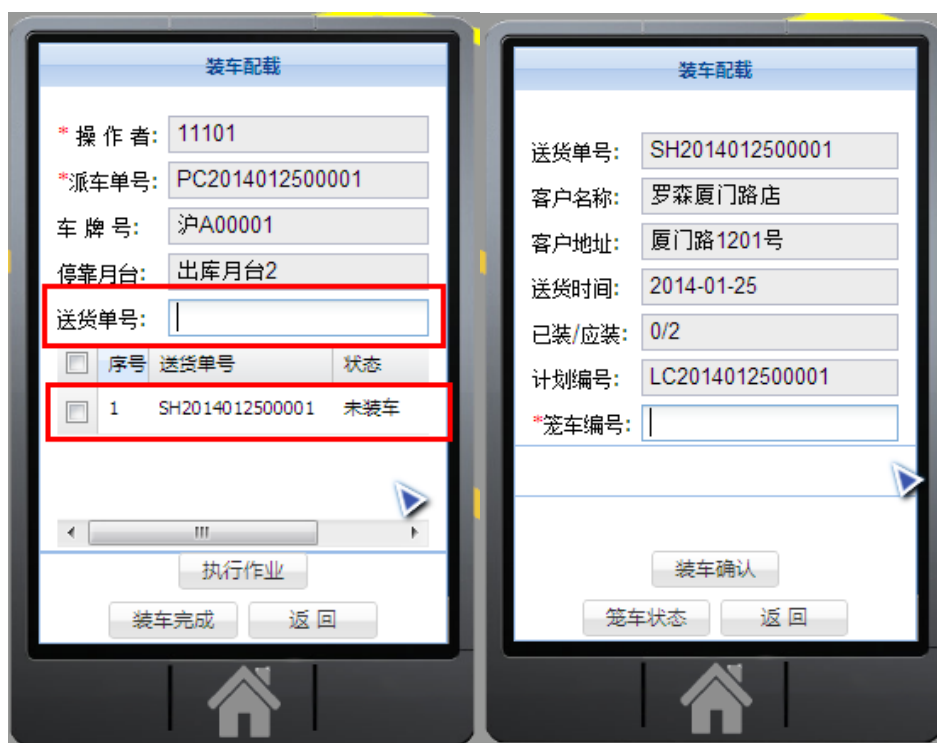 装车配载
* 操 作 者: 11101
*派车单号: PC2014012500001
车 牌 号: 沪A00001
停靠月台: 出库月台2
送货单号:
序号 送货单号 状态
1 SH2014012500001 未装车
执行作业
装车完成 返 回
装车配载
送货单号: SH2014012500001
客户名称: 罗森厦门路店
客户地址: 厦门路1201号
送货时间: 2014-01-25
已装/应装: 0/2
计划编号: LC2014012500001
*笼车编号:
装车确认
笼车状态 返 回